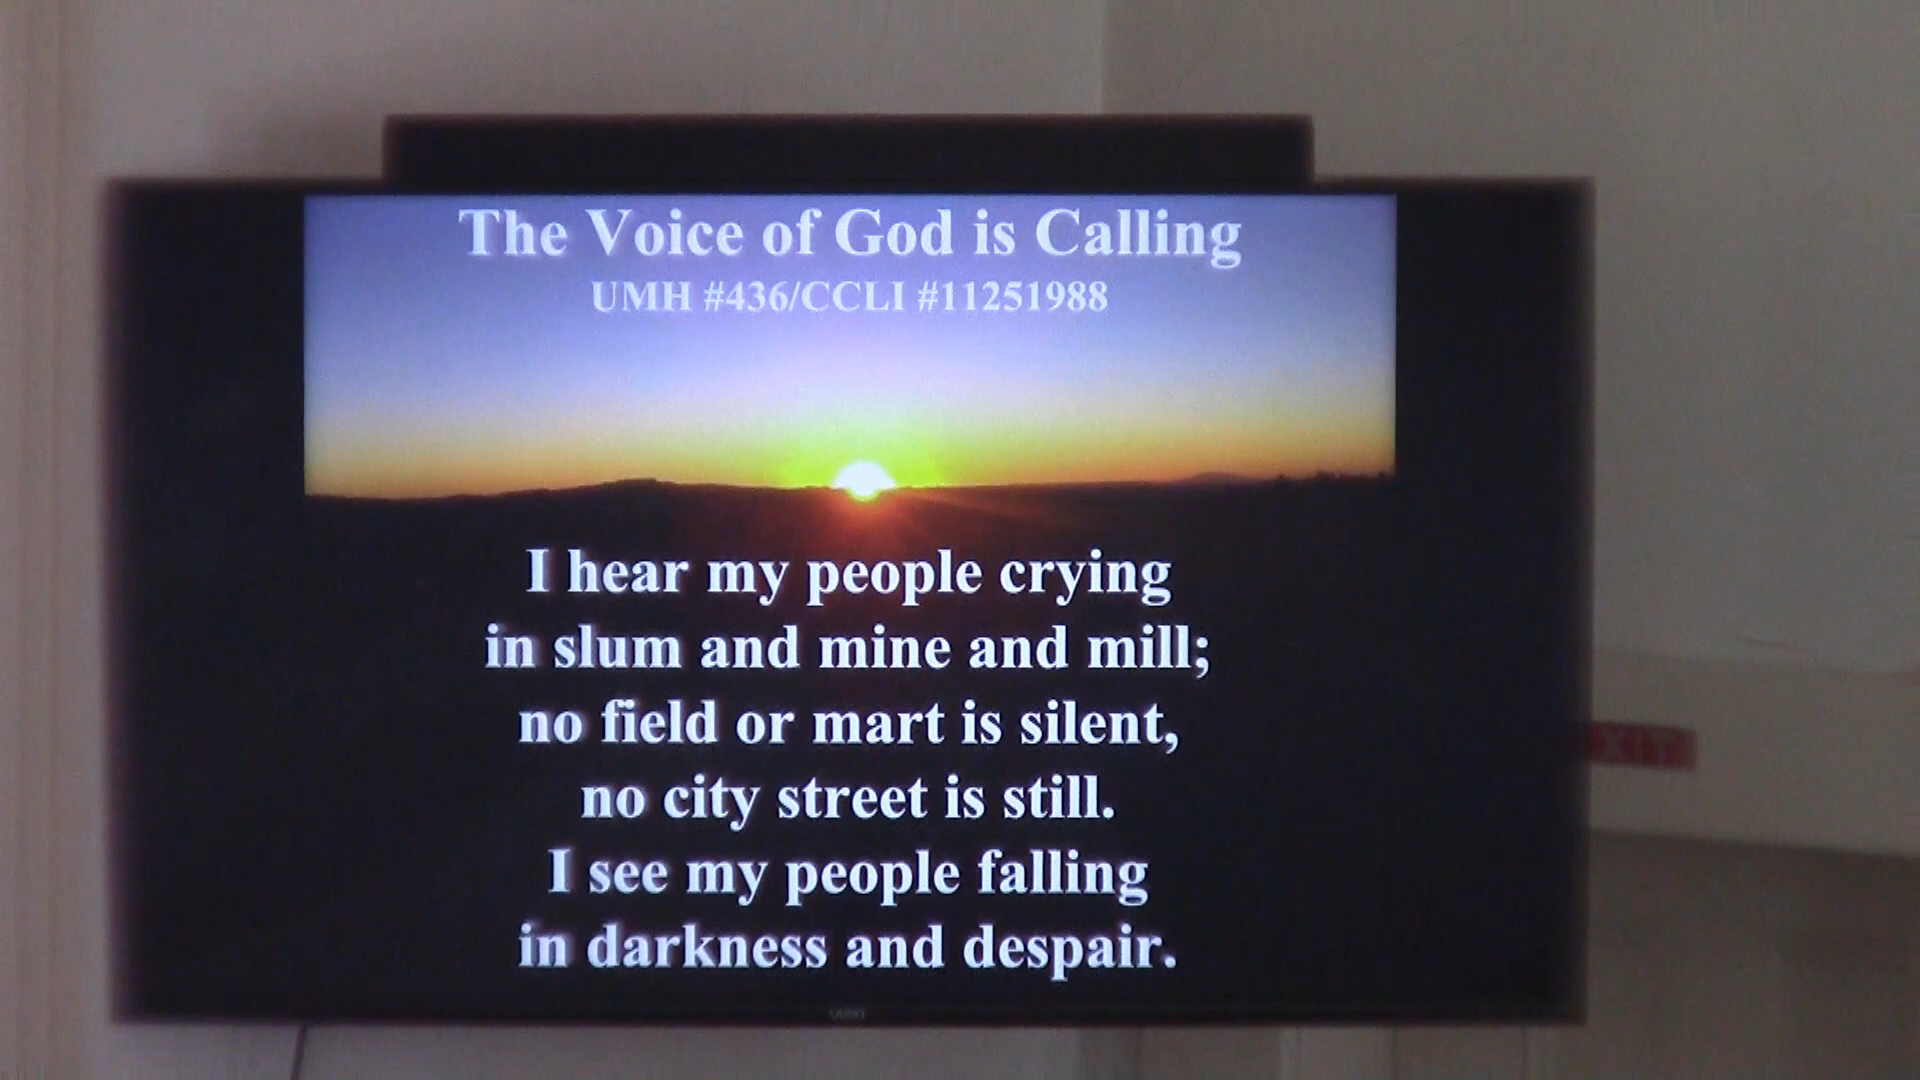 The Voice of God is Calling
UMH #436/CCLI #11251988
I hear my people crying
in slum and mine and mill;
no field or mart is silent,
no city street is still.
I see my people falling
in darkness and despair.
XIT